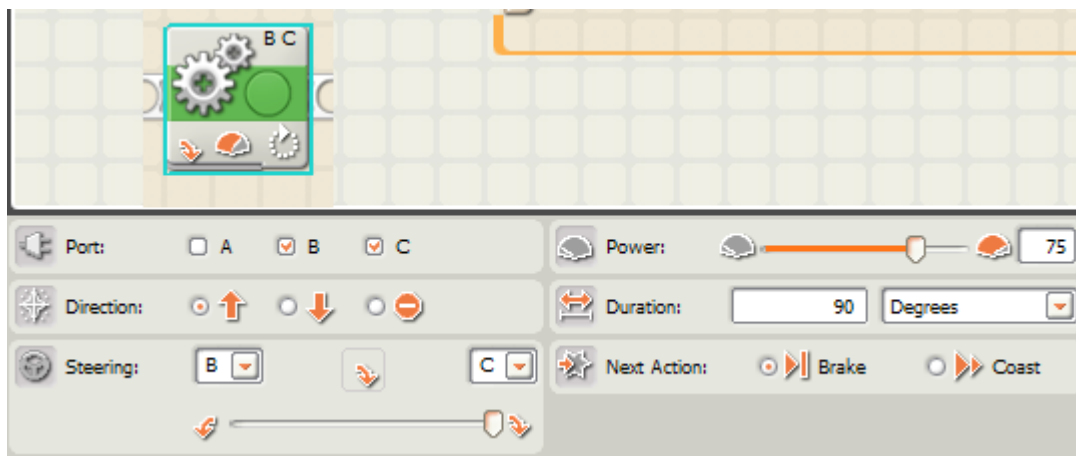 B C
Port: A B C
Power: 75
Direction:
Duration: 90 Degrees
Steering: B C
Next Action: Brake Coast